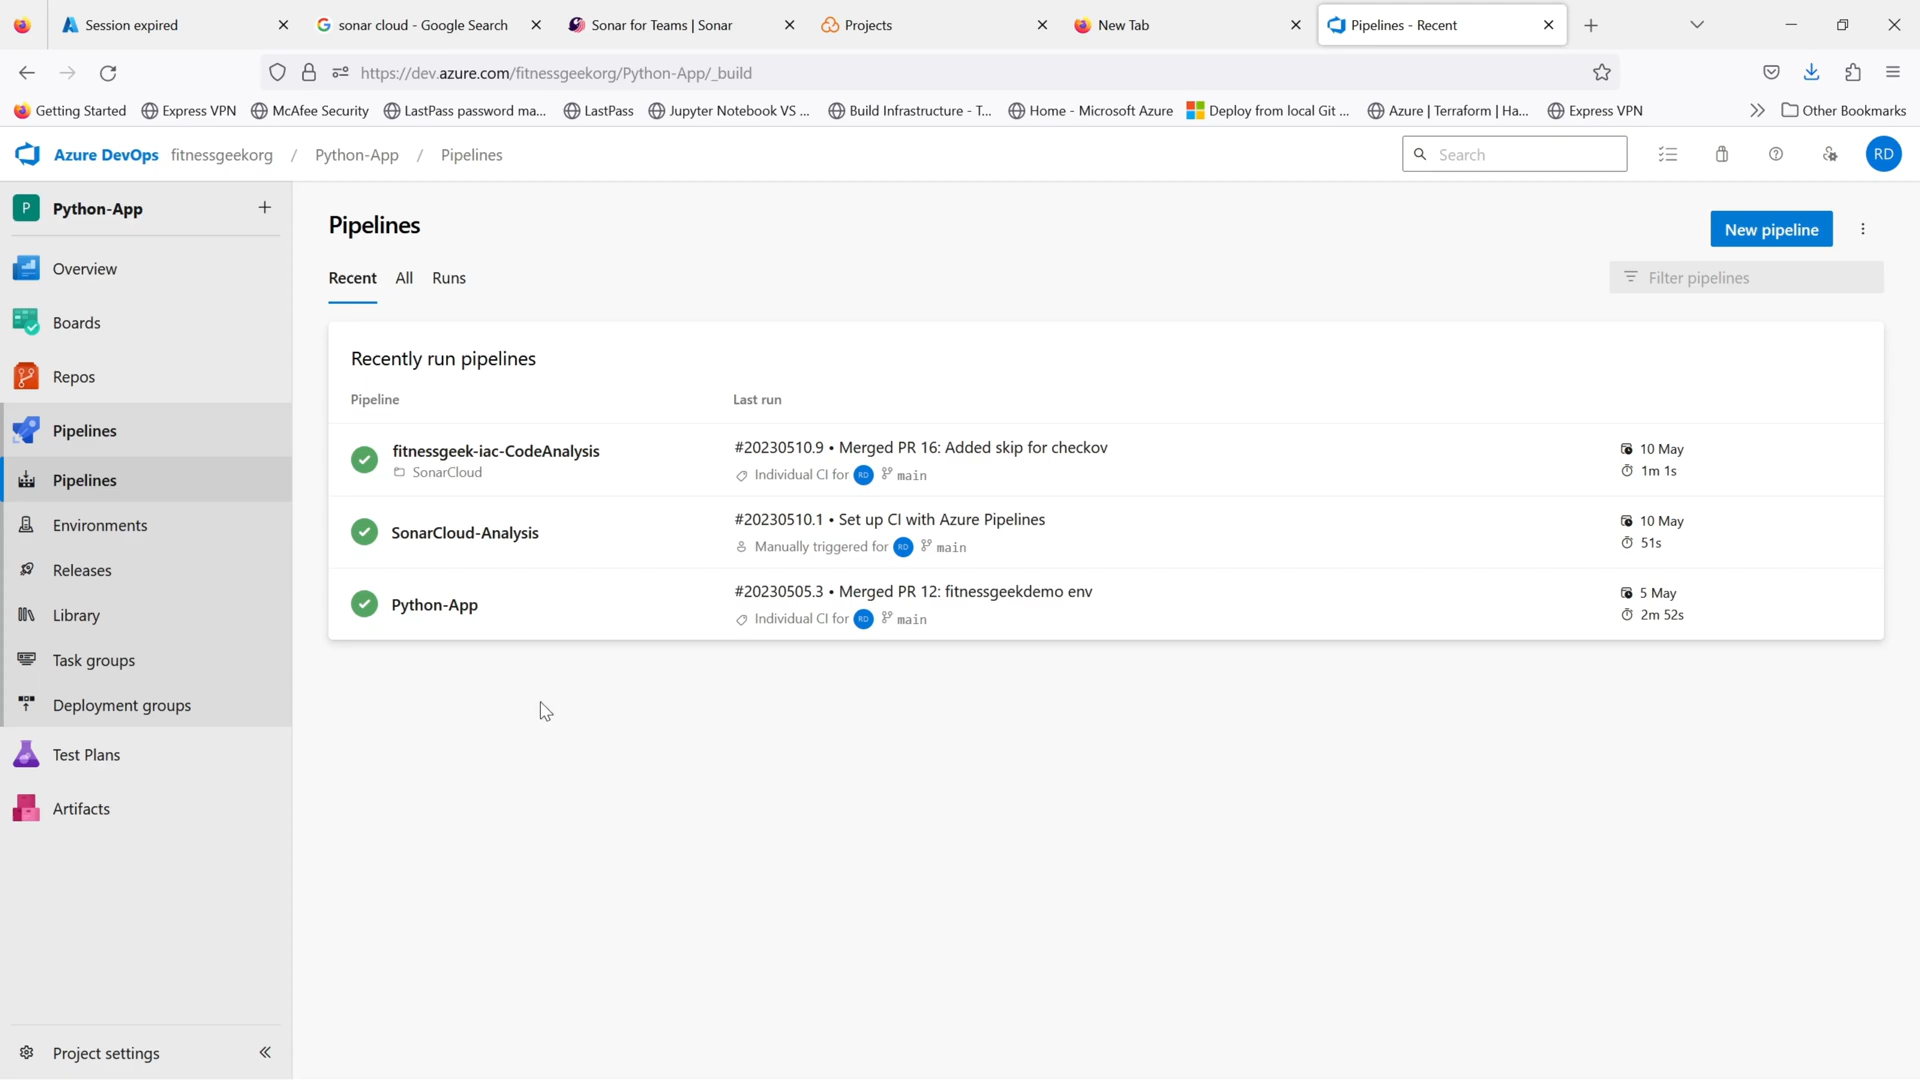 Session expired
sonar cloud - Google Search
Sonar for Teams | Sonar
Projects
New Tab
Pipelines - Recent
https://dev.azure.com/fitnessgeekorg/Python-App/_build
Getting Started
Express VPN
McAfee Security
LastPass password ma...
LastPass
Jupyter Notebook VS ...
Build Infrastructure - T...
Home - Microsoft Azure
Deploy from local Git ...
Azure | Terraform | Ha...
Express VPN
Other Bookmarks
Azure DevOps fitnessgeekorg / Python-App / Pipelines
Search
RD
P Python-App
Overview
Boards
Repos
Pipelines
Pipelines
Environments
Releases
Library
Task groups
Deployment groups
Test Plans
Artifacts
Project settings
Pipelines
New pipeline
Recent All Runs
Filter pipelines
Recently run pipelines
Pipeline Last run
fitnessgeek-iac-CodeAnalysis
SonarCloud
#20230510.9 • Merged PR 16: Added skip for checkov
Individual CI for RD main
10 May
1m 1s
SonarCloud-Analysis
#20230510.1 • Set up CI with Azure Pipelines
Manually triggered for RD main
10 May
51s
Python-App
#20230505.3 • Merged PR 12: fitnessgeekdemo env
Individual CI for RD main
5 May
2m 52s